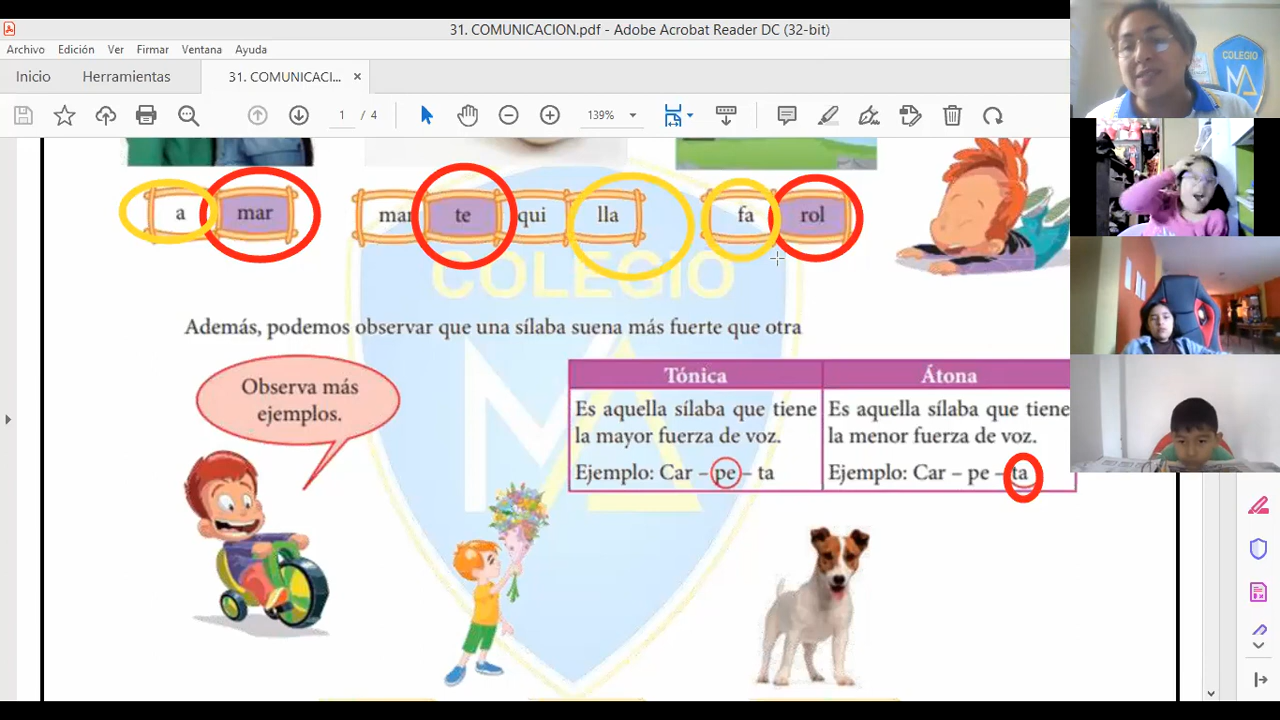 31. COMUNICACION.pdf - Adobe Acrobat Reader DC (32-bit)
Archivo Edición Ver Firmar Ventana Ayuda
Inicio Herramientas 31. COMUNICACI... ×
1 / 4 139%
COLEGIO
a mar mar te qui lla fa rol
COLEGIO
Además, podemos observar que una sílaba suena más fuerte que otra
Observa más
ejemplos.
Tónica Átona
Es aquella sílaba que tiene
la mayor fuerza de voz.
Ejemplo: Car – pe – ta
Es aquella sílaba que tiene
la menor fuerza de voz.
Ejemplo: Car – pe – ta